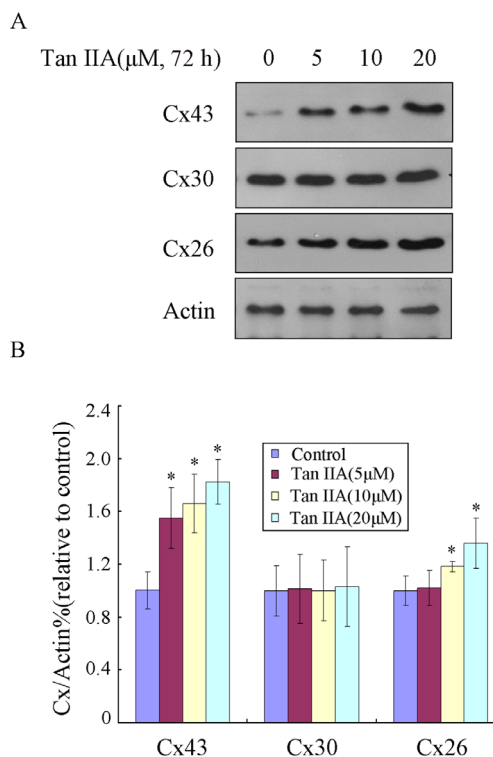 A
Tan IIA(μM, 72 h) 0 5 10 20
Cx43
Cx30
Cx26
Actin
B
Cx/Actin%(relative to control)
2.4
2.0
1.6
1.2
0.8
0.4
0
* * *
* *
Control
Tan IIA(5μM)
Tan IIA(10μM)
Tan IIA(20μM)
Cx43 Cx30 Cx26